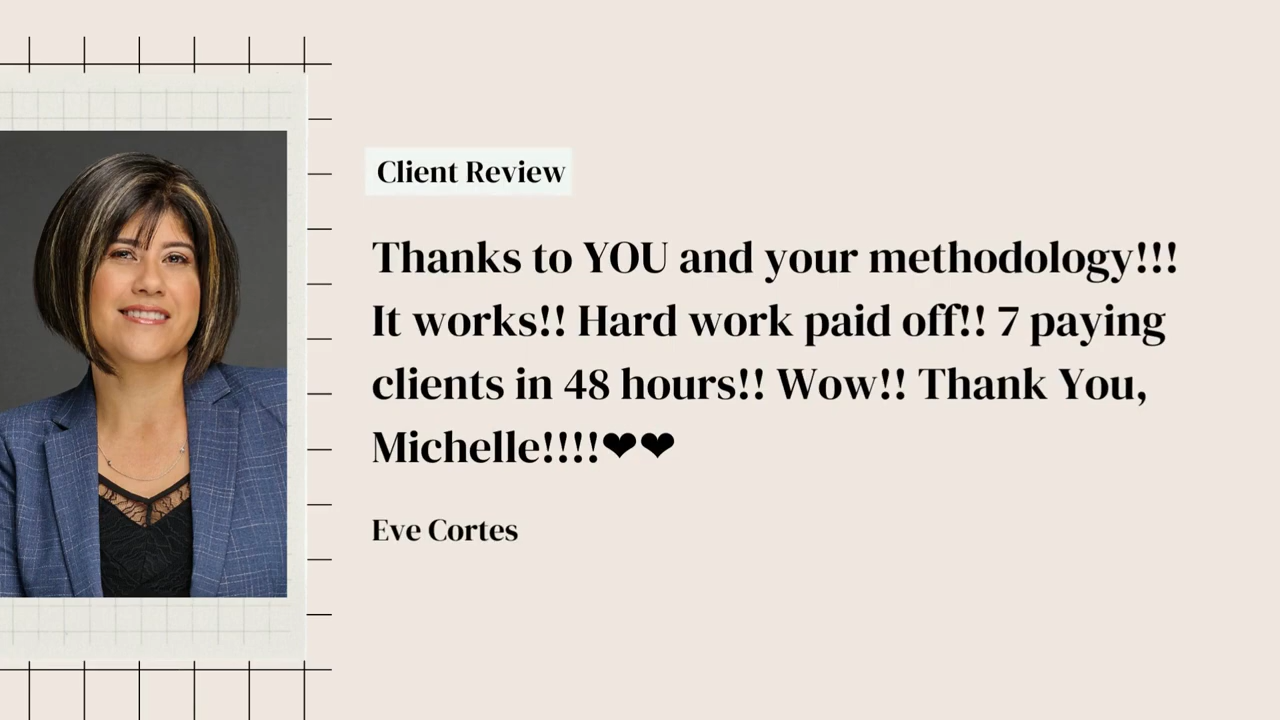 Client Review
Thanks to YOU and your methodology!!!
It works!! Hard work paid off!! 7 paying
clients in 48 hours!! Wow!! Thank You,
Michelle!!!!❤❤
Eve Cortes